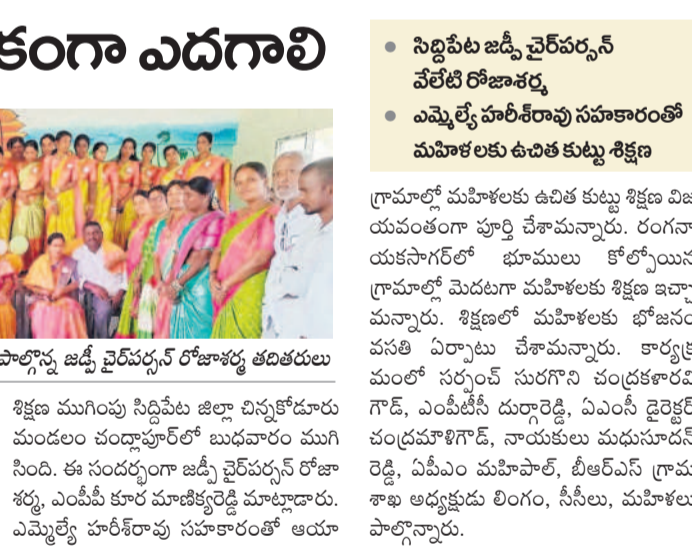 కంగా ఎదగాలి
పాల్గొన్న జడ్పీ చైర్‌పర్సన్ రోజాశర్మ తదితరులు
శిక్షణ ముగింపు సిద్దిపేట జిల్లా చిన్నకోడూరు
మండలం చంద్లాపూర్‌లో బుధవారం ముగి
సింది. ఈ సందర్భంగా జడ్పీ చైర్‌పర్సన్ రోజా
శర్మ, ఎంపీపీ కూర మాణిక్యరెడ్డి మాట్లాడారు.
ఎమ్మెల్యే హరీశ్‌రావు సహకారంతో ఆయా
• సిద్దిపేట జడ్పీ చైర్‌పర్సన్
వేలేటి రోజాశర్మ
• ఎమ్మెల్యే హరీశ్‌రావు సహకారంతో
మహిళలకు ఉచిత కుట్టు శిక్షణ
గ్రామాల్లో మహిళలకు ఉచిత కుట్టు శిక్షణ విజ
యవంతంగా పూర్తి చేశామన్నారు. రంగనా
యకసాగర్‌లో భూములు కోల్పోయిన
గ్రామాల్లో మెదటగా మహిళలకు శిక్షణ ఇచ్చా
మన్నారు. శిక్షణలో మహిళలకు భోజనం
వసతి ఏర్పాటు చేశామన్నారు. కార్యక్ర
మంలో సర్పంచ్ సురగొని చంద్రకళారవి
గౌడ్, ఎంపీటీసీ దుర్గారెడ్డి, ఏఎంసీ డైరెక్టర్
చంద్రమౌళిగౌడ్, నాయకులు మధుసూదన్
రెడ్డి, ఏపీఎం మహిపాల్, బీఆర్ఎస్ గ్రామ
శాఖ అధ్యక్షుడు లింగం, సీసీలు, మహిళలు
పాల్గొన్నారు.